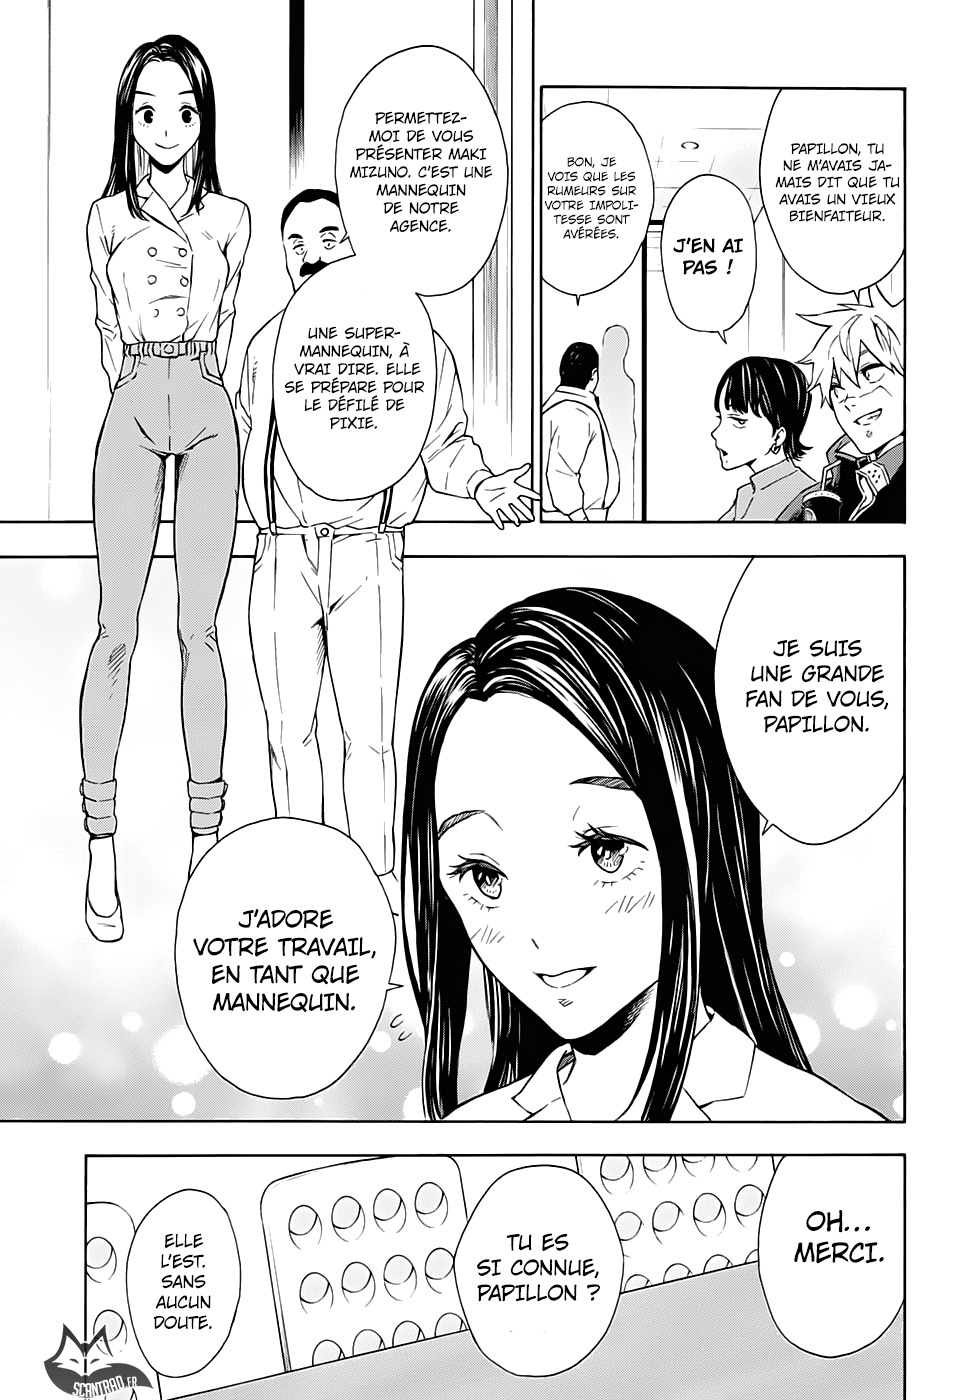 PAPILLON, TU
NE M'AVAIS JA-
MAIS DIT QUE TU
AVAIS UN VIEUX
BIENFAITEUR.
J'EN AI
PAS !
BON, JE
VOIS QUE LES
RUMEURS SUR
VOTRE IMPOLI-
TESSE SONT
AVÉRÉES.
PERMETTEZ-
MOI DE VOUS
PRÉSENTER MAKI
MIZUNO. C'EST UNE
MANNEQUIN
DE NOTRE
AGENCE.
UNE SUPER-
MANNEQUIN, À
VRAI DIRE. ELLE
SE PRÉPARE POUR
LE DÉFILÉ DE
PIXIE.
JE SUIS
UNE GRANDE
FAN DE VOUS,
PAPILLON.
J'ADORE
VOTRE TRAVAIL,
EN TANT QUE
MANNEQUIN.
OH...
MERCI.
TU ES
SI CONNUE,
PAPILLON ?
ELLE
L'EST.
SANS
AUCUN
DOUTE.
SCANTRAD.FR